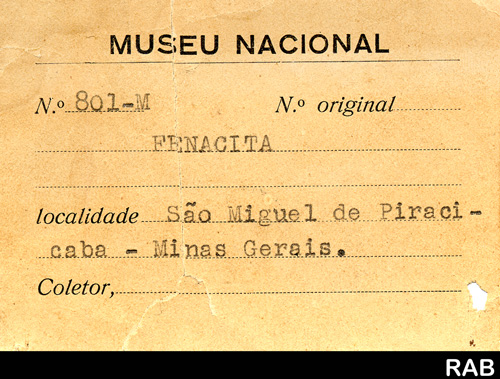 MUSEU NACIONAL
N.º 801-M N.º original
FENACITA
localidade São Miguel de Piraci-
caba - Minas Gerais.
Coletor,
RAB